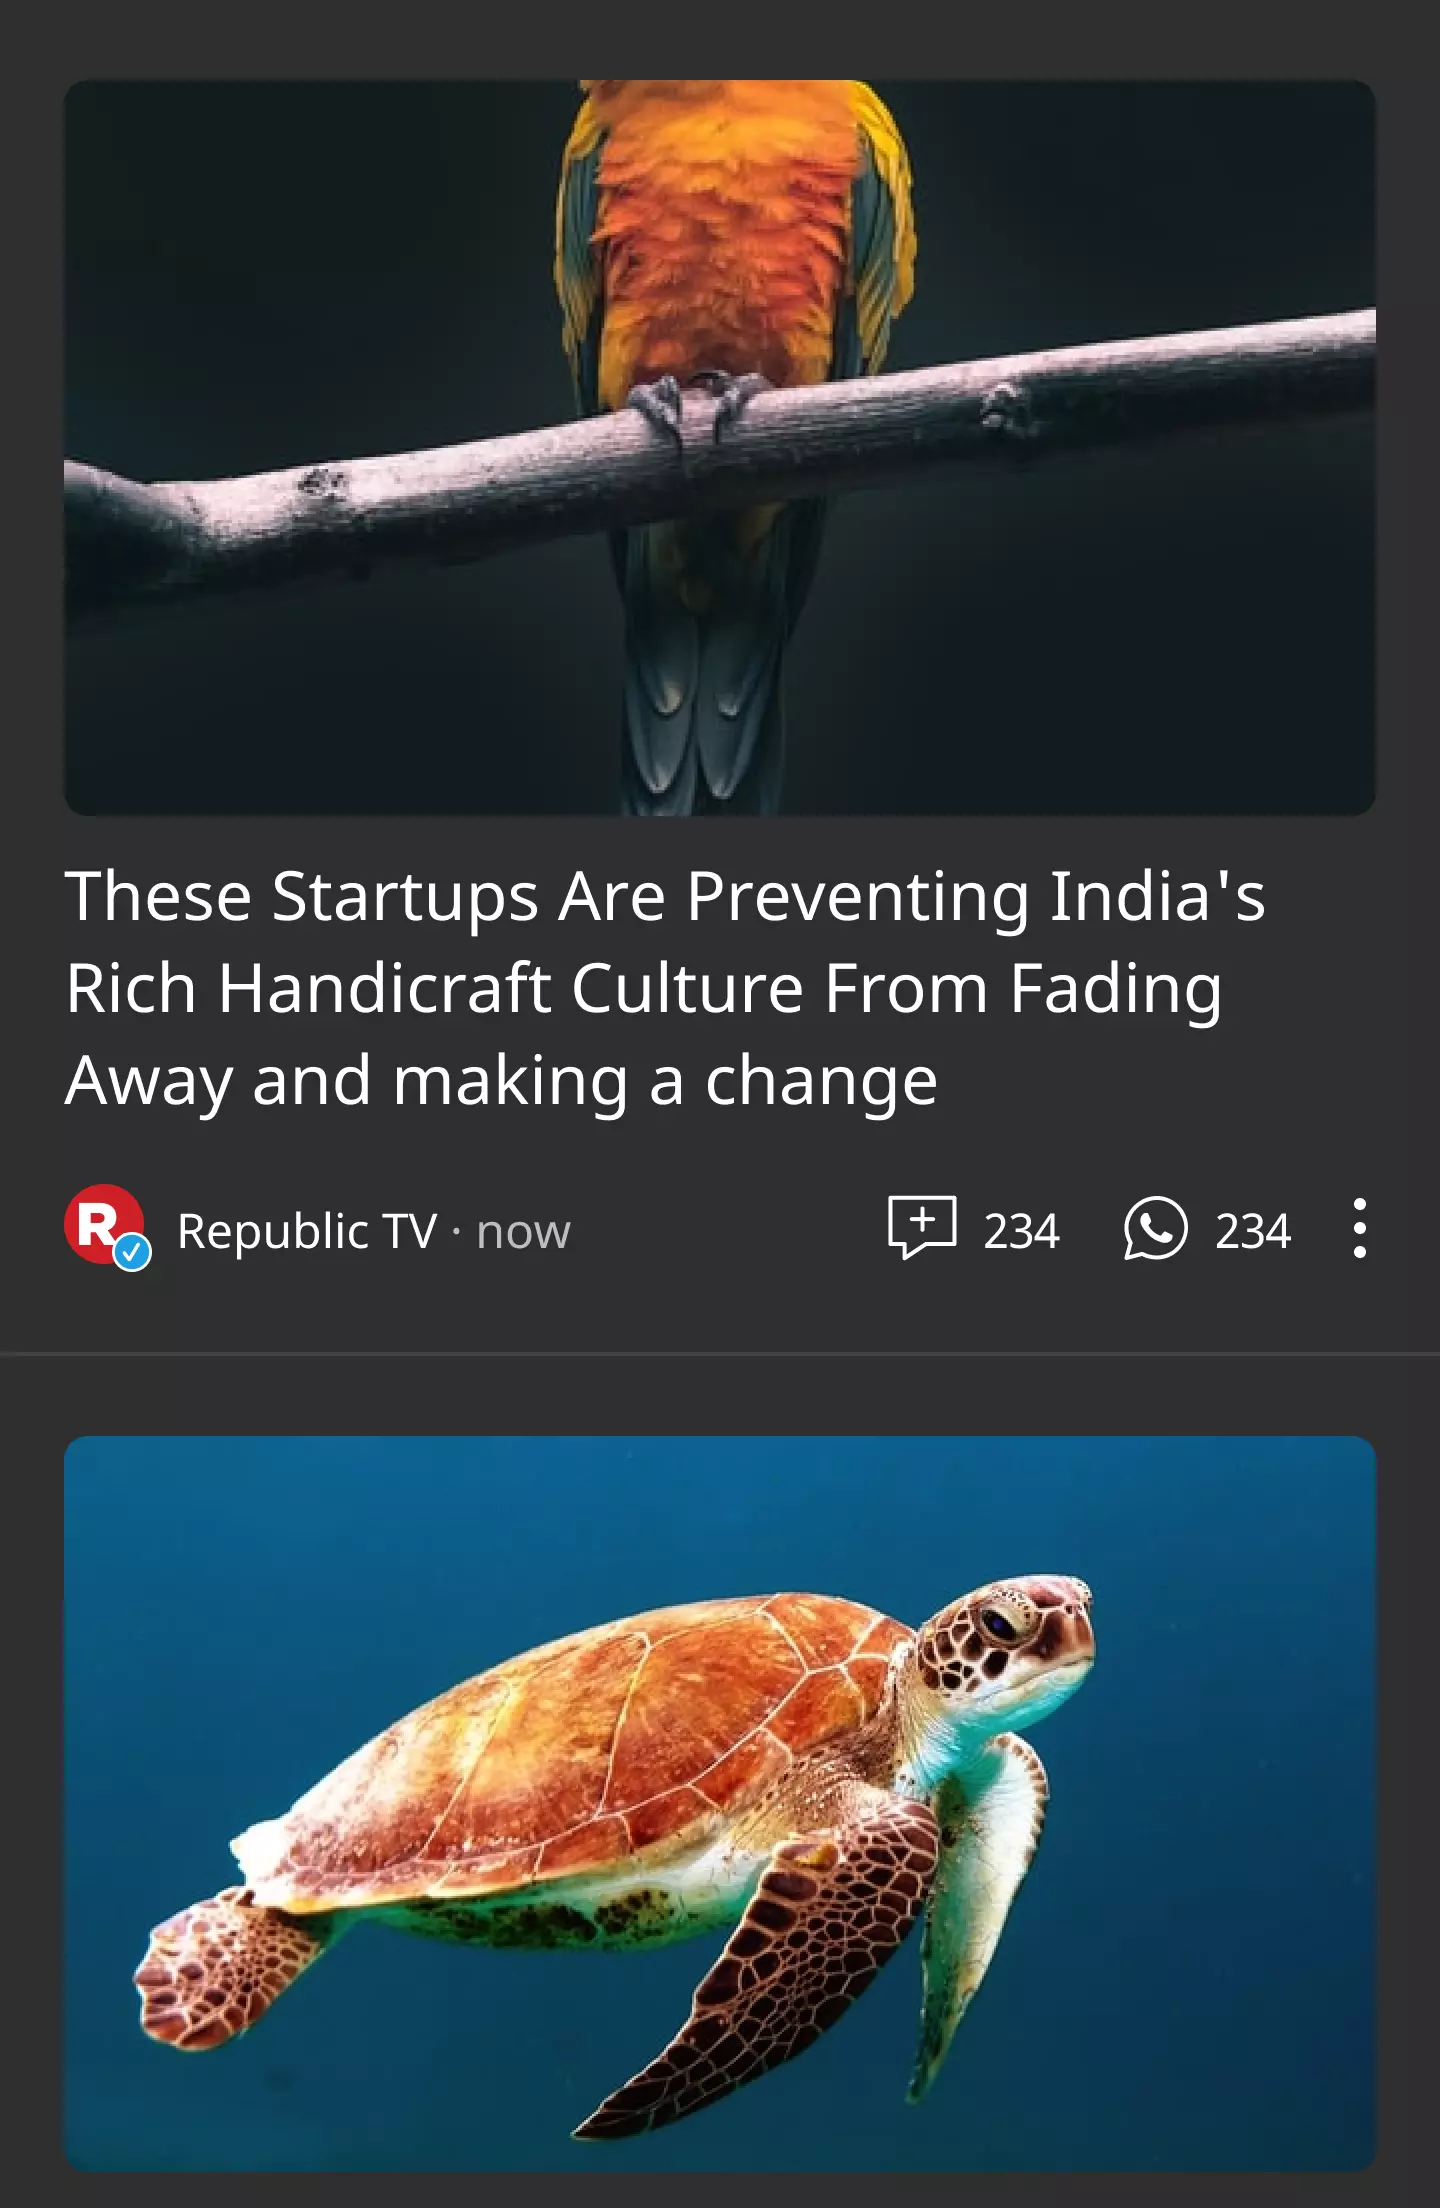 These Startups Are Preventing India's
Rich Handicraft Culture From Fading
Away and making a change
R Republic TV · now 234 234